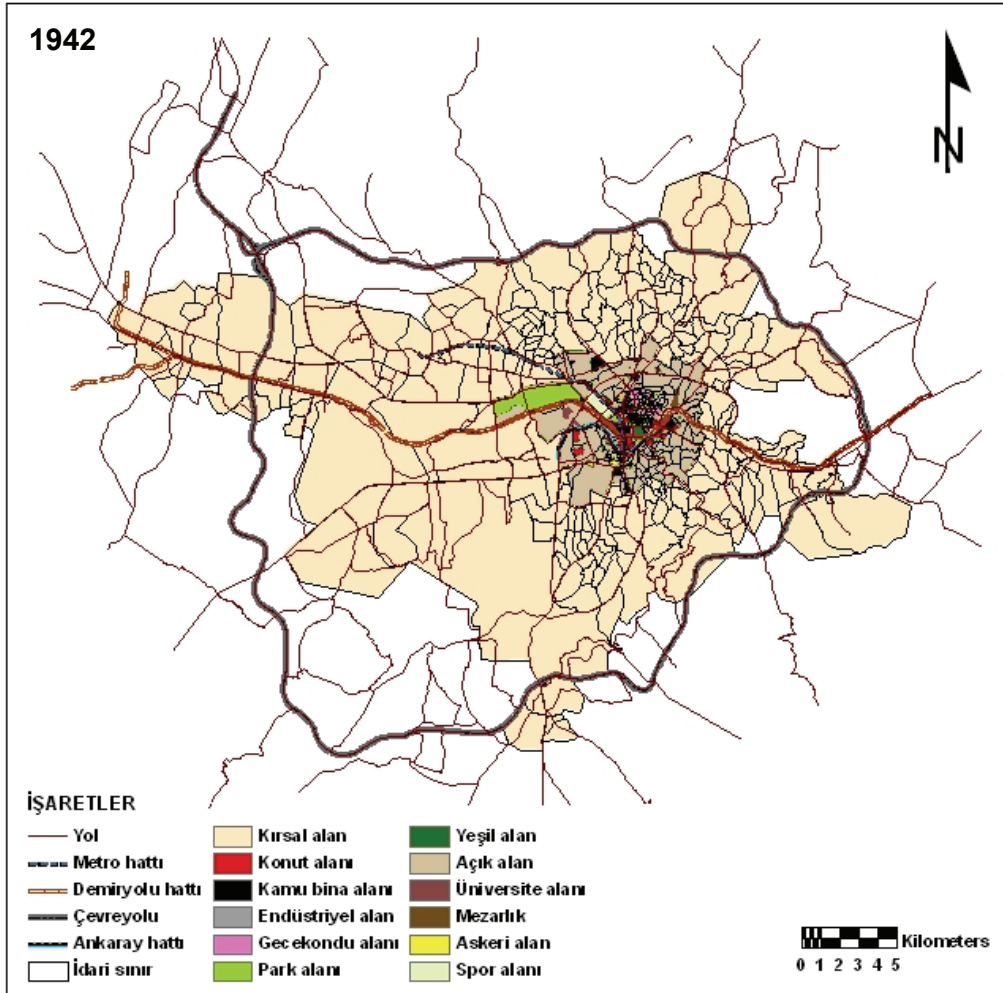 1942
N
İŞARETLER
Yol
Metro hattı
Demiryolu hattı
Çevreyolu
Ankaray hattı
İdari sınır
Kırsal alan
Konut alanı
Kamu bina alanı
Endüstriyel alan
Gecekondu alanı
Park alanı
Yeşil alan
Açık alan
Üniversite alanı
Mezarlık
Askeri alan
Spor alanı
Kilometers
0 1 2 3 4 5